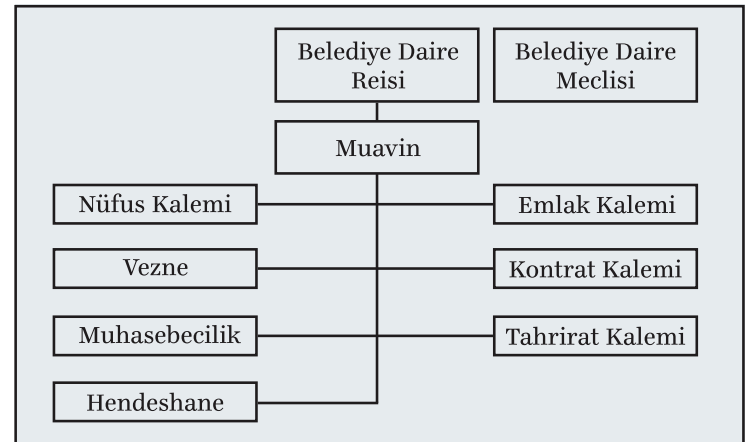 Belediye Daire
Reisi
Belediye Daire
Meclisi
Muavin
Nüfus Kalemi
Emlak Kalemi
Vezne
Kontrat Kalemi
Muhasebecilik
Tahrirat Kalemi
Hendeshane